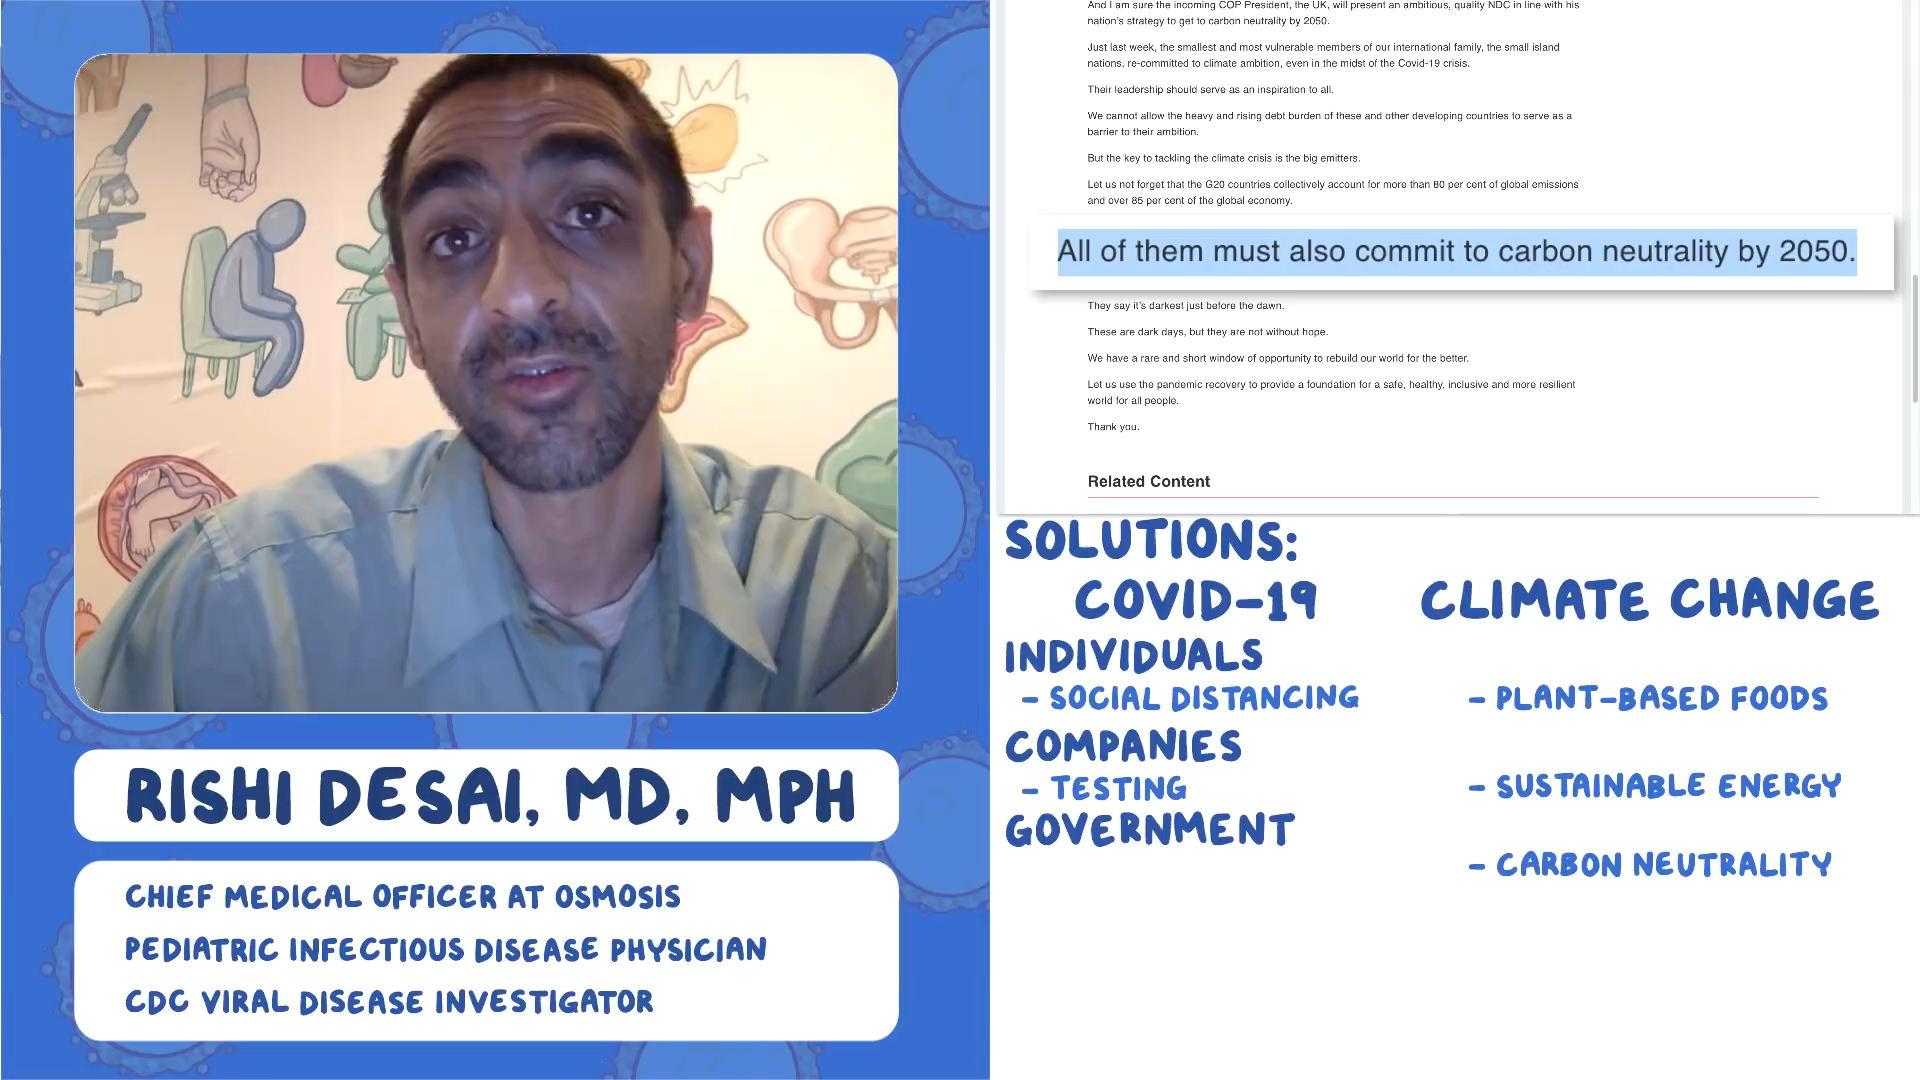 RISHI DESAI, MD, MPH
CHIEF MEDICAL OFFICER AT OSMOSIS
PEDIATRIC INFECTIOUS DISEASE PHYSICIAN
CDC VIRAL DISEASE INVESTIGATOR
And I am sure the incoming COP President, the UK, will present an ambitious, quality NDC in line with his
nation's strategy to get to carbon neutrality by 2050.
Just last week, the smallest and most vulnerable members of our international family, the small island
nations, re-committed to climate ambition, even in the midst of the Covid-19 crisis.
Their leadership should serve as an inspiration to all.
We cannot allow the heavy and rising debt burden of these and other developing countries to serve as a
barrier to their ambition.
But the key to tackling the climate crisis is the big emitters.
Let us not forget that the G20 countries collectively account for more than 80 per cent of global emissions
and over 85 per cent of the global economy.
All of them must also commit to carbon neutrality by 2050.
They say it's darkest just before the dawn.
These are dark days, but they are not without hope.
We have a rare and short window of opportunity to rebuild our world for the better.
Let us use the pandemic recovery to provide a foundation for a safe, healthy, inclusive and more resilient
world for all people.
Thank you.
Related Content
SOLUTIONS:
COVID-19 CLIMATE CHANGE
INDIVIDUALS
- SOCIAL DISTANCING - PLANT-BASED FOODS
COMPANIES
- TESTING - SUSTAINABLE ENERGY
GOVERNMENT
- CARBON NEUTRALITY